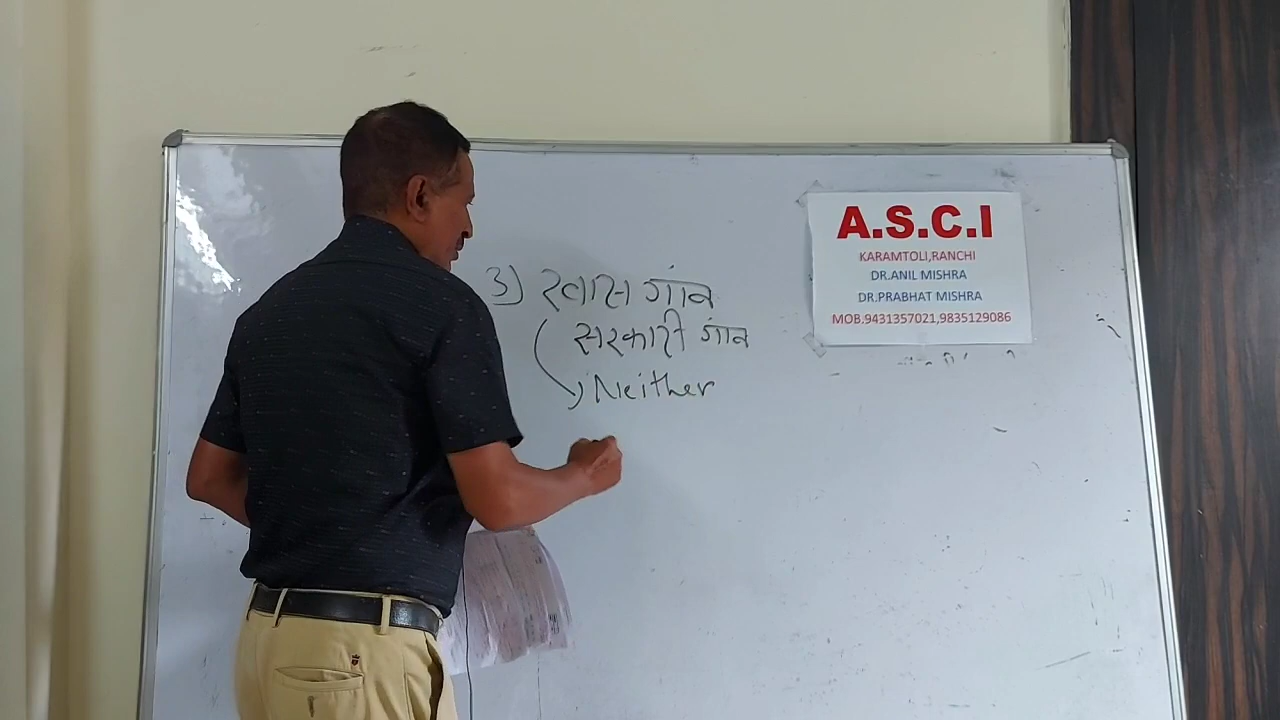 3) खास गांव
सरकारी गांव
Neither
A.S.C.I
KARAMTOLI,RANCHI
DR.ANIL MISHRA
DR.PRABHAT MISHRA
MOB.9431357021,9835129086